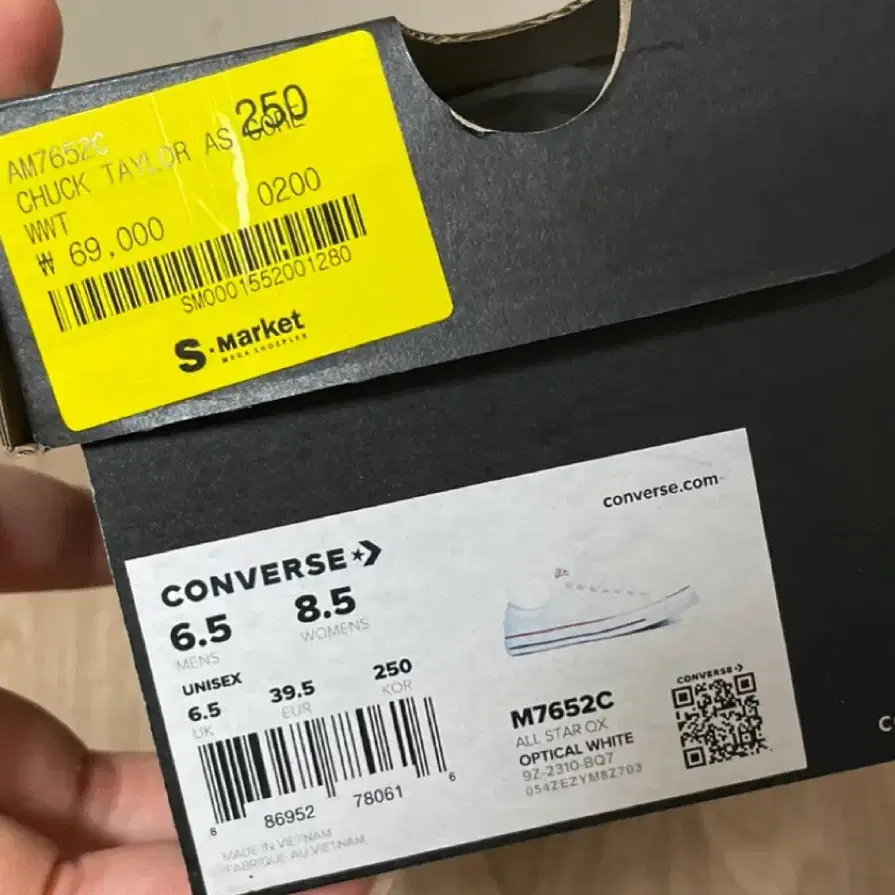 250
AM7652C
CHUCK TAYLOR AS CORE
WWT 0200
₩ 69,000
SM0001552001280
S·Market
MEGA SHOEPLEX
converse.com
CONVERSE
6.5 8.5
MENS WOMENS
UNISEX
6.5 39.5 250
UK EUR KOR
8 86952 78061 6
MADE IN VIETNAM
FABRIQUE AU VIETNAM
M7652C
ALL STAR OX
OPTICAL WHITE
9Z-2310-BQ7
054ZEZYM8Z703
CONVERSE
C